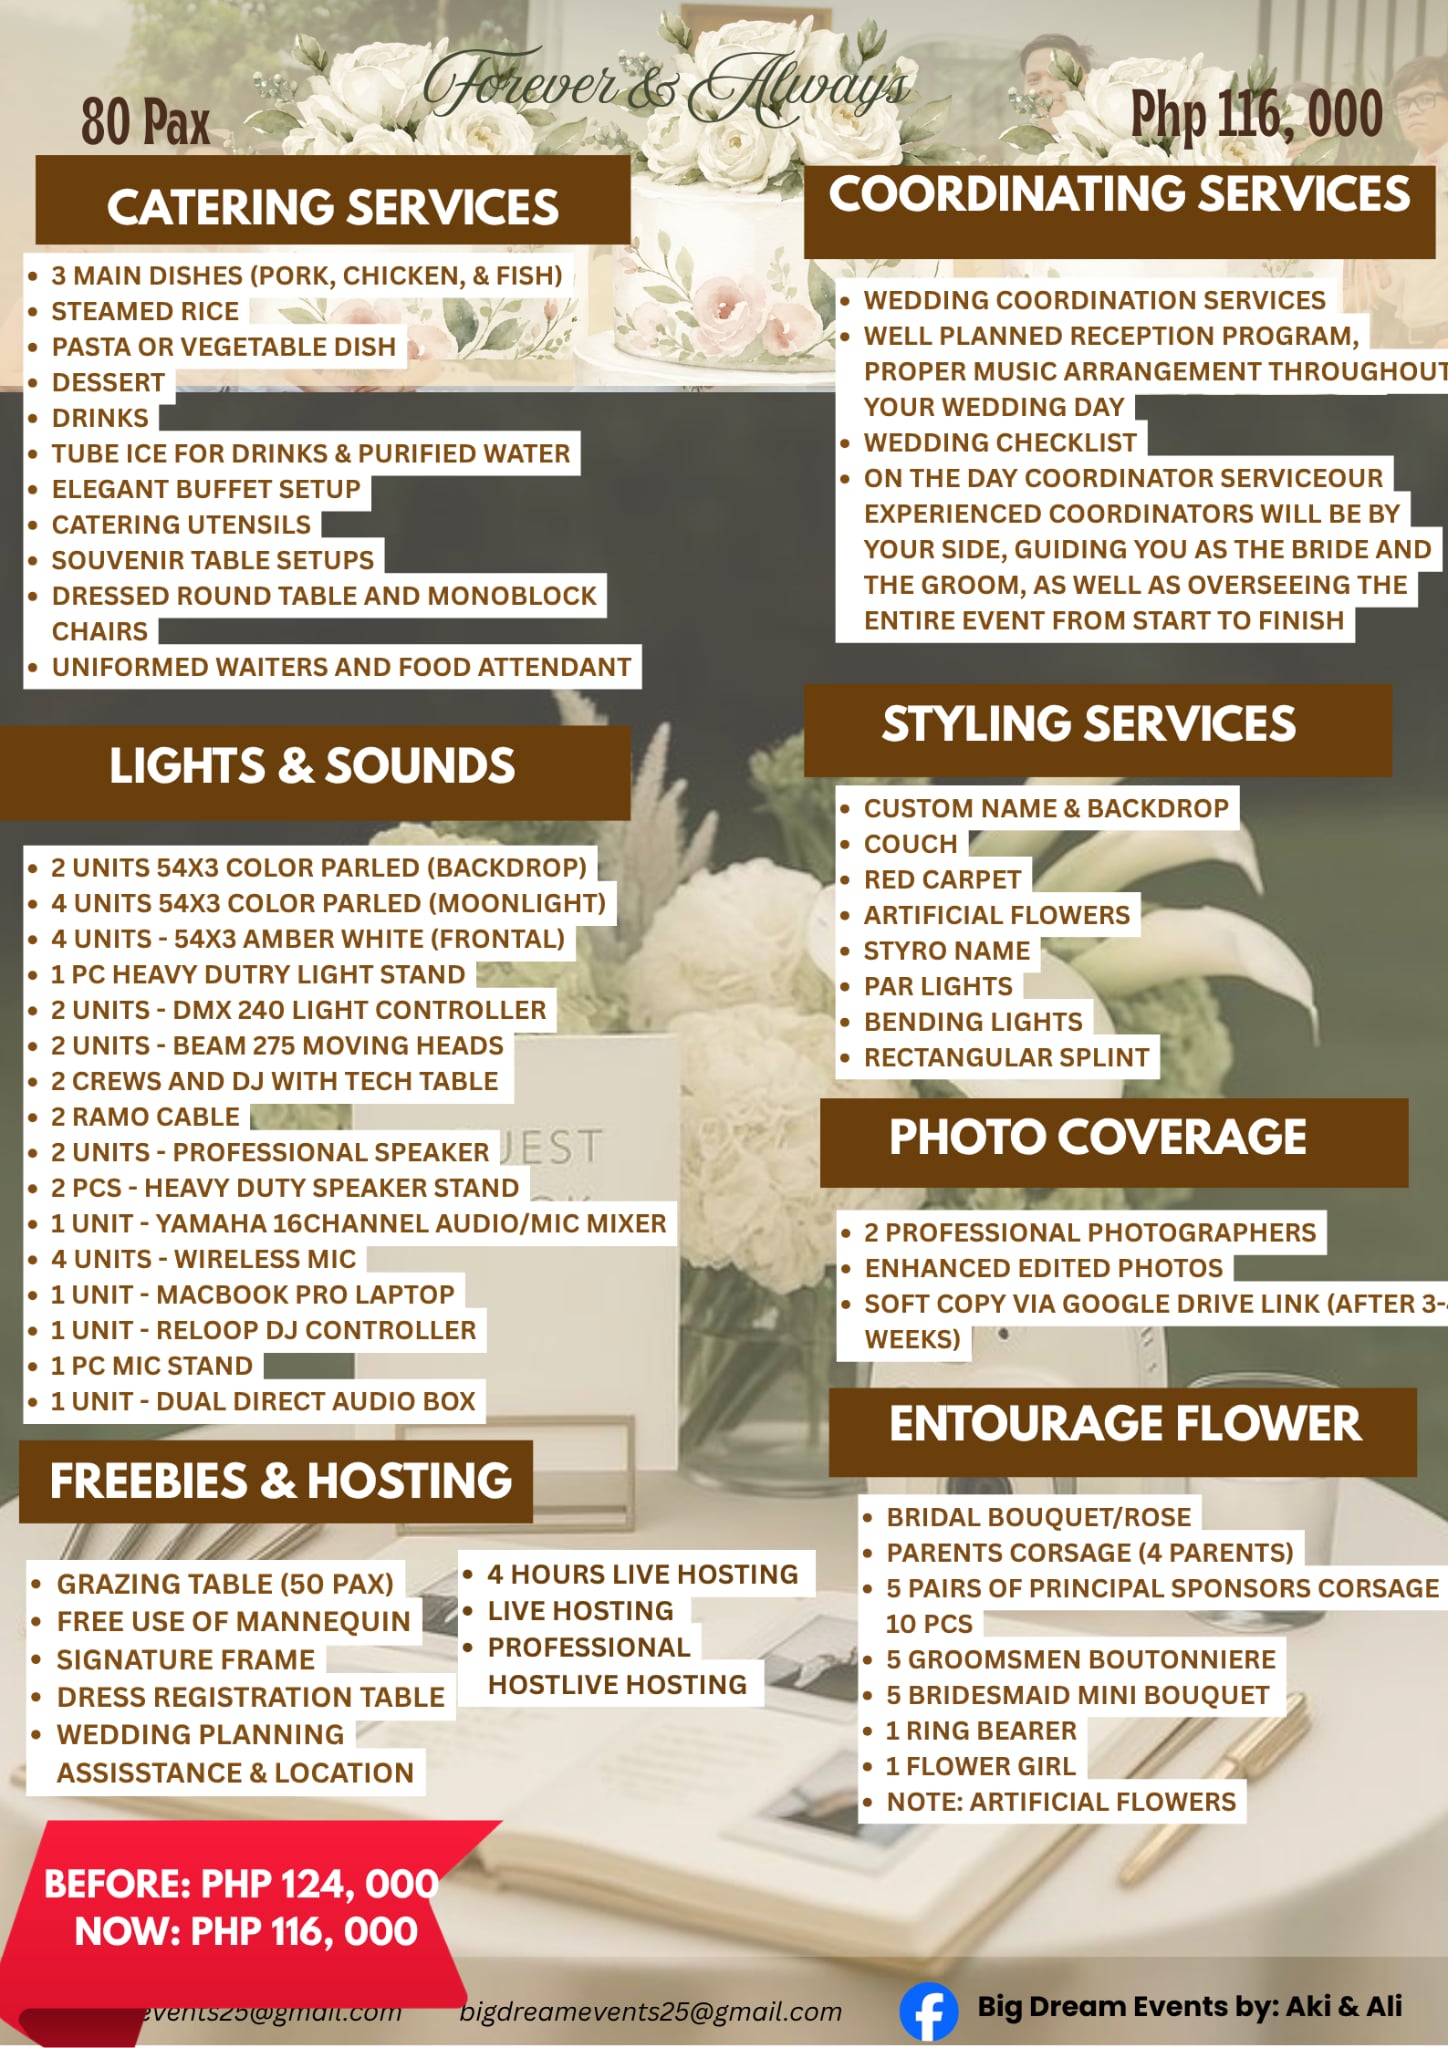 Forever & Always
80 Pax
Php 116, 000
CATERING SERVICES
3 MAIN DISHES (PORK, CHICKEN, & FISH)
STEAMED RICE
PASTA OR VEGETABLE DISH
DESSERT
DRINKS
TUBE ICE FOR DRINKS & PURIFIED WATER
ELEGANT BUFFET SETUP
CATERING UTENSILS
SOUVENIR TABLE SETUPS
DRESSED ROUND TABLE AND MONOBLOCK
CHAIRS
UNIFORMED WAITERS AND FOOD ATTENDANT
LIGHTS & SOUNDS
2 UNITS 54X3 COLOR PARLED (BACKDROP)
4 UNITS 54X3 COLOR PARLED (MOONLIGHT)
4 UNITS - 54X3 AMBER WHITE (FRONTAL)
1 PC HEAVY DUTRY LIGHT STAND
2 UNITS - DMX 240 LIGHT CONTROLLER
2 UNITS - BEAM 275 MOVING HEADS
2 CREWS AND DJ WITH TECH TABLE
2 RAMO CABLE
2 UNITS - PROFESSIONAL SPEAKER
2 PCS - HEAVY DUTY SPEAKER STAND
1 UNIT - YAMAHA 16CHANNEL AUDIO/MIC MIXER
4 UNITS - WIRELESS MIC
1 UNIT - MACBOOK PRO LAPTOP
1 UNIT - RELOOP DJ CONTROLLER
1 PC MIC STAND
1 UNIT - DUAL DIRECT AUDIO BOX
FREEBIES & HOSTING
GRAZING TABLE (50 PAX)
FREE USE OF MANNEQUIN
SIGNATURE FRAME
DRESS REGISTRATION TABLE
WEDDING PLANNING
ASSISSTANCE & LOCATION
4 HOURS LIVE HOSTING
LIVE HOSTING
PROFESSIONAL
HOSTLIVE HOSTING
BEFORE: PHP 124, 000
NOW: PHP 116, 000
COORDINATING SERVICES
WEDDING COORDINATION SERVICES
WELL PLANNED RECEPTION PROGRAM,
PROPER MUSIC ARRANGEMENT THROUGHOUT
YOUR WEDDING DAY
WEDDING CHECKLIST
ON THE DAY COORDINATOR SERVICEOUR
EXPERIENCED COORDINATORS WILL BE BY
YOUR SIDE, GUIDING YOU AS THE BRIDE AND
THE GROOM, AS WELL AS OVERSEEING THE
ENTIRE EVENT FROM START TO FINISH
STYLING SERVICES
CUSTOM NAME & BACKDROP
COUCH
RED CARPET
ARTIFICIAL FLOWERS
STYRO NAME
PAR LIGHTS
BENDING LIGHTS
RECTANGULAR SPLINT
PHOTO COVERAGE
2 PROFESSIONAL PHOTOGRAPHERS
ENHANCED EDITED PHOTOS
SOFT COPY VIA GOOGLE DRIVE LINK (AFTER 3-
WEEKS)
ENTOURAGE FLOWER
BRIDAL BOUQUET/ROSE
PARENTS CORSAGE (4 PARENTS)
5 PAIRS OF PRINCIPAL SPONSORS CORSAGE
10 PCS
5 GROOMSMEN BOUTONNIERE
5 BRIDESMAID MINI BOUQUET
1 RING BEARER
1 FLOWER GIRL
NOTE: ARTIFICIAL FLOWERS
events25@gmail.com
bigdreamevents25@gmail.com
Big Dream Events by: Aki & Ali